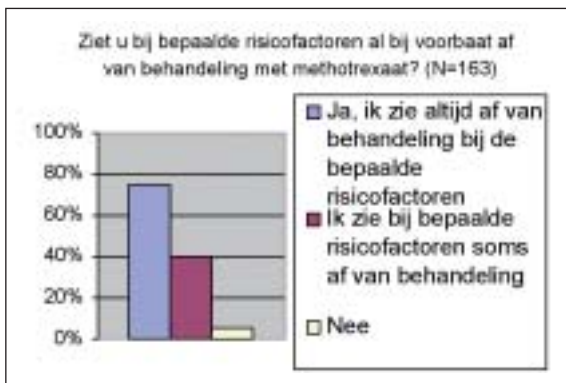 Ziet u bij bepaalde risicofactoren al bij voorbaat af
van behandeling met methotrexaat? (N=163)
100%
80%
60%
40%
20%
0%
Ja, ik zie altijd af van
behandeling bij de
bepaalde
risicofactoren
Ik zie bij bepaalde
risicofactoren soms
af van behandeling
Nee